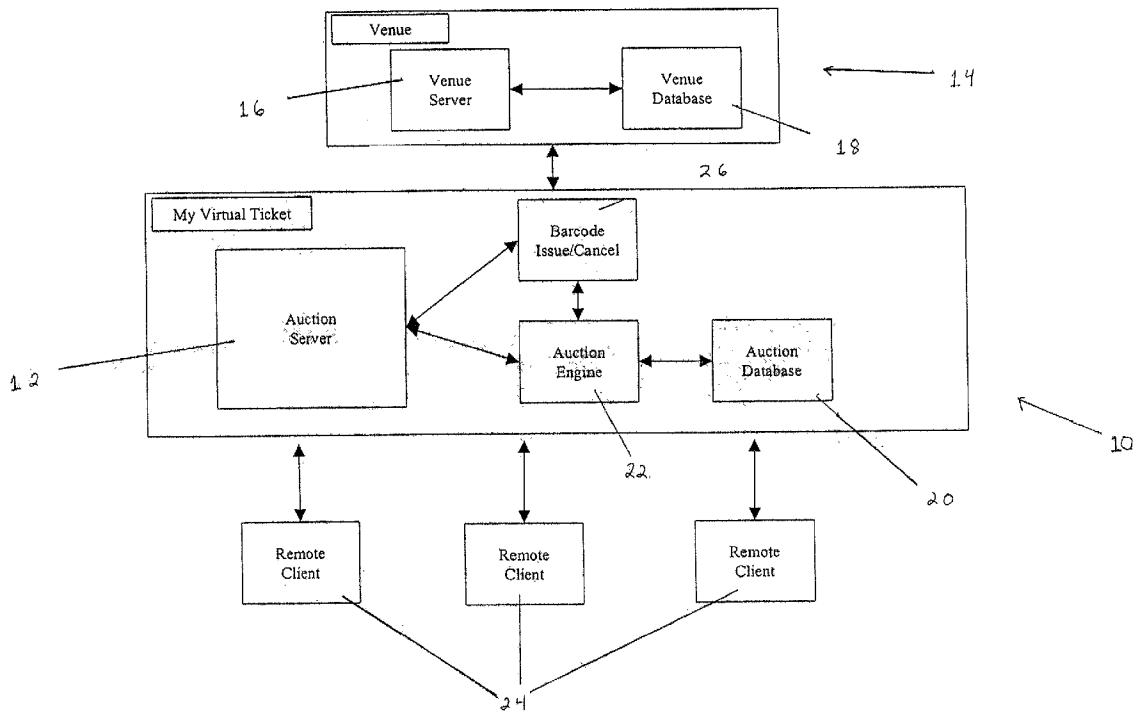 Venue
Venue
Server
Venue
Database
14
16
18
26
My Virtual Ticket
Barcode
Issue/Cancel
Auction
Server
Auction
Engine
Auction
Database
12
10
22.
20
Remote
Client
Remote
Client
Remote
Client
24